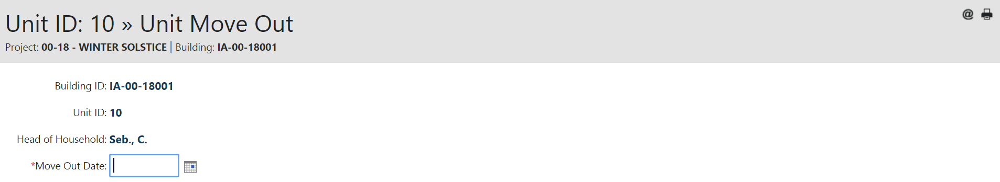 Unit ID: 10 » Unit Move Out
Project: 00-18 - WINTER SOLSTICE | Building: IA-00-18001
Building ID: IA-00-18001
Unit ID: 10
Head of Household: Seb., C.
*Move Out Date: